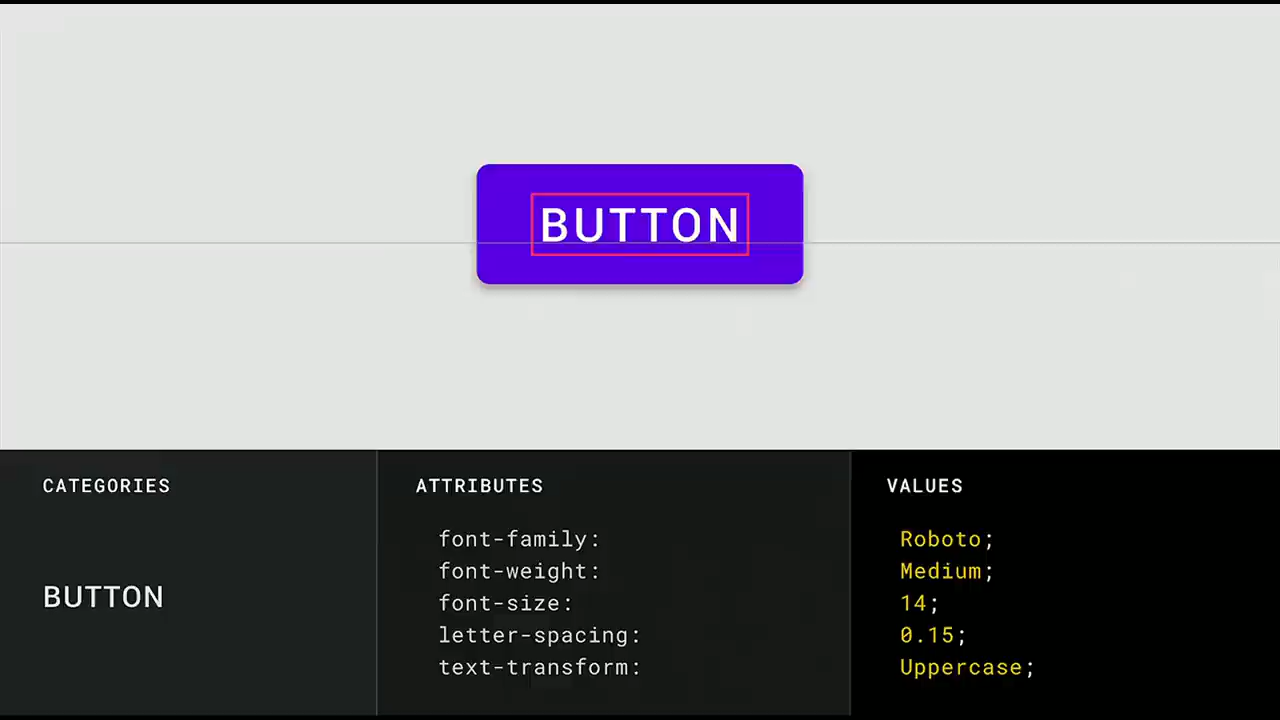 BUTTON
CATEGORIES
BUTTON
ATTRIBUTES
font-family:
font-weight:
font-size:
letter-spacing:
text-transform:
VALUES
Roboto;
Medium;
14;
0.15;
Uppercase;